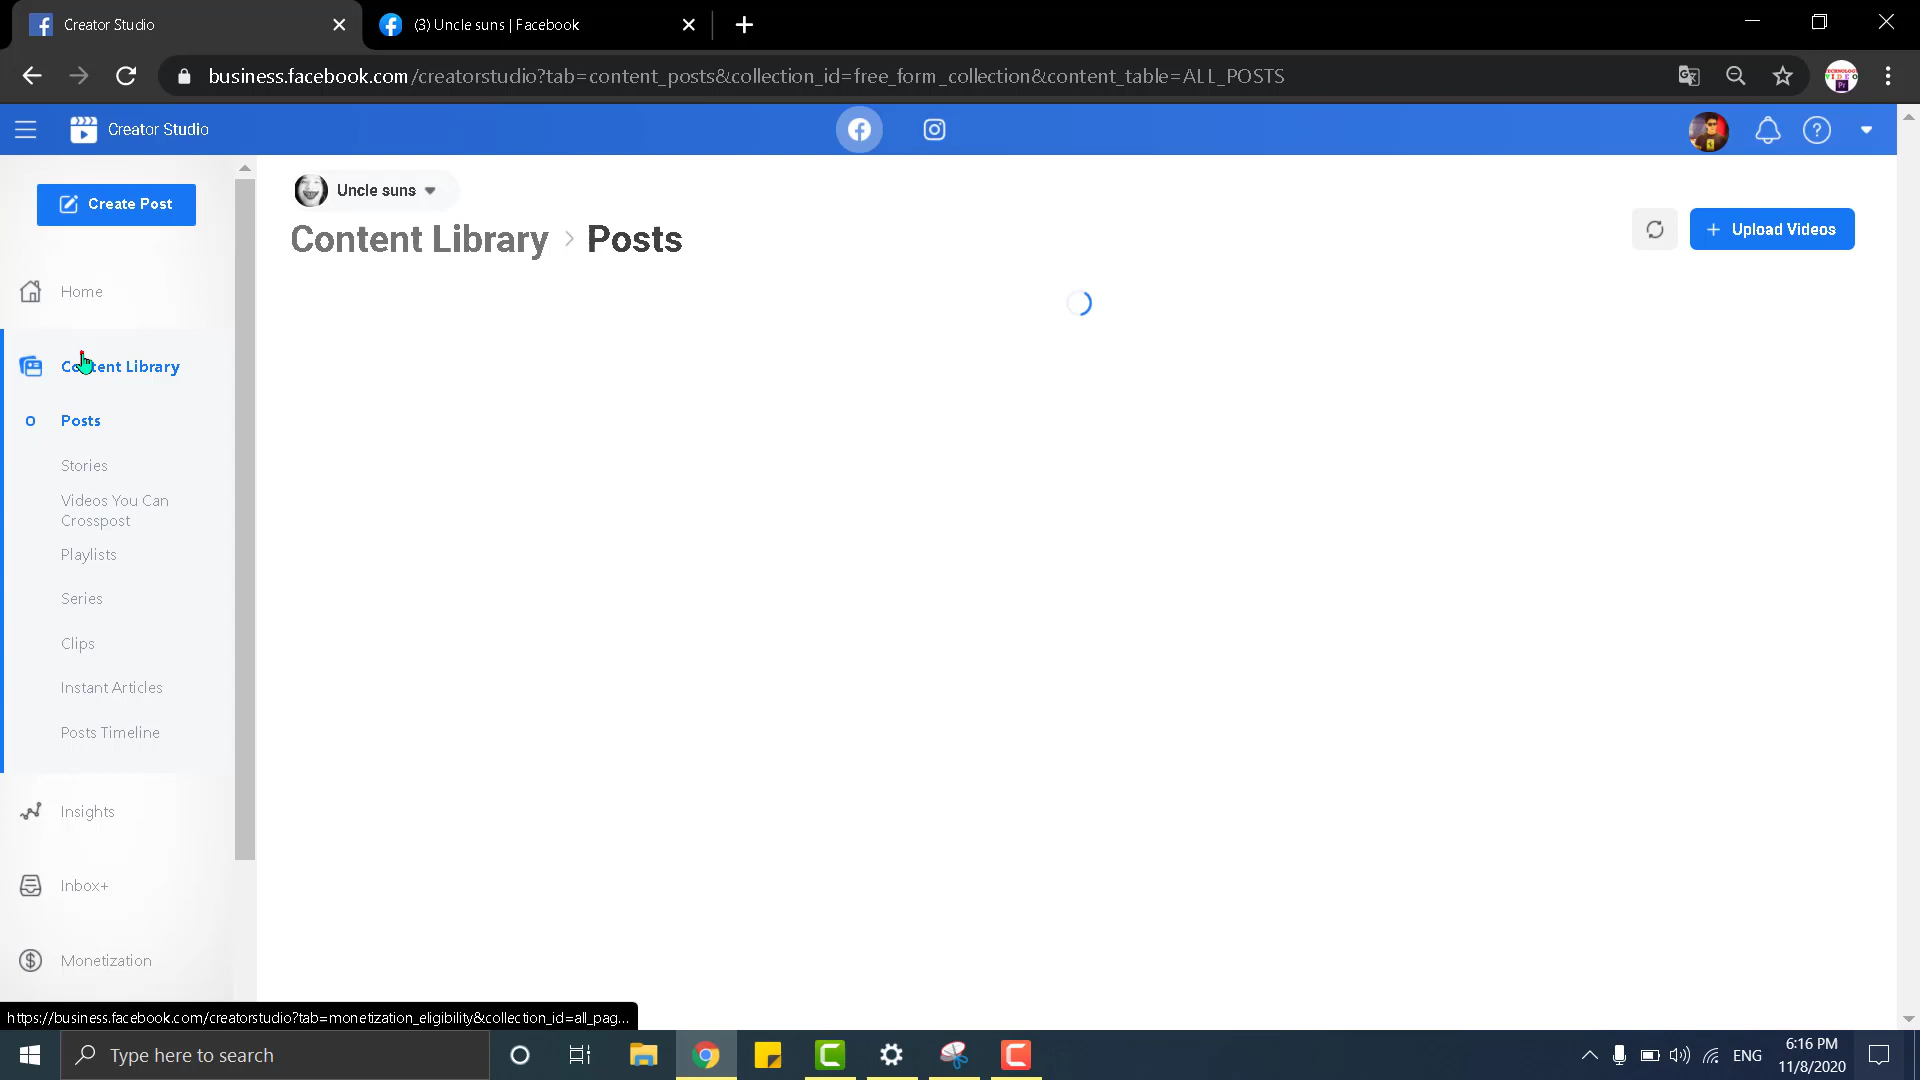 Creator Studio
(3) Uncle suns | Facebook
business.facebook.com/creatorstudio?tab=content_posts&collection_id=free_form_collection&content_table=ALL_POSTS
Creator Studio
Create Post
Uncle suns
Content Library > Posts
+ Upload Videos
Home
Content Library
Posts
Stories
Videos You Can
Crosspost
Playlists
Series
Clips
Instant Articles
Posts Timeline
Insights
Inbox+
Monetization
https://business.facebook.com/creatorstudio?tab=monetization_eligibility&collection_id=all_pag...
Type here to search
ENG
6:16 PM
11/8/2020